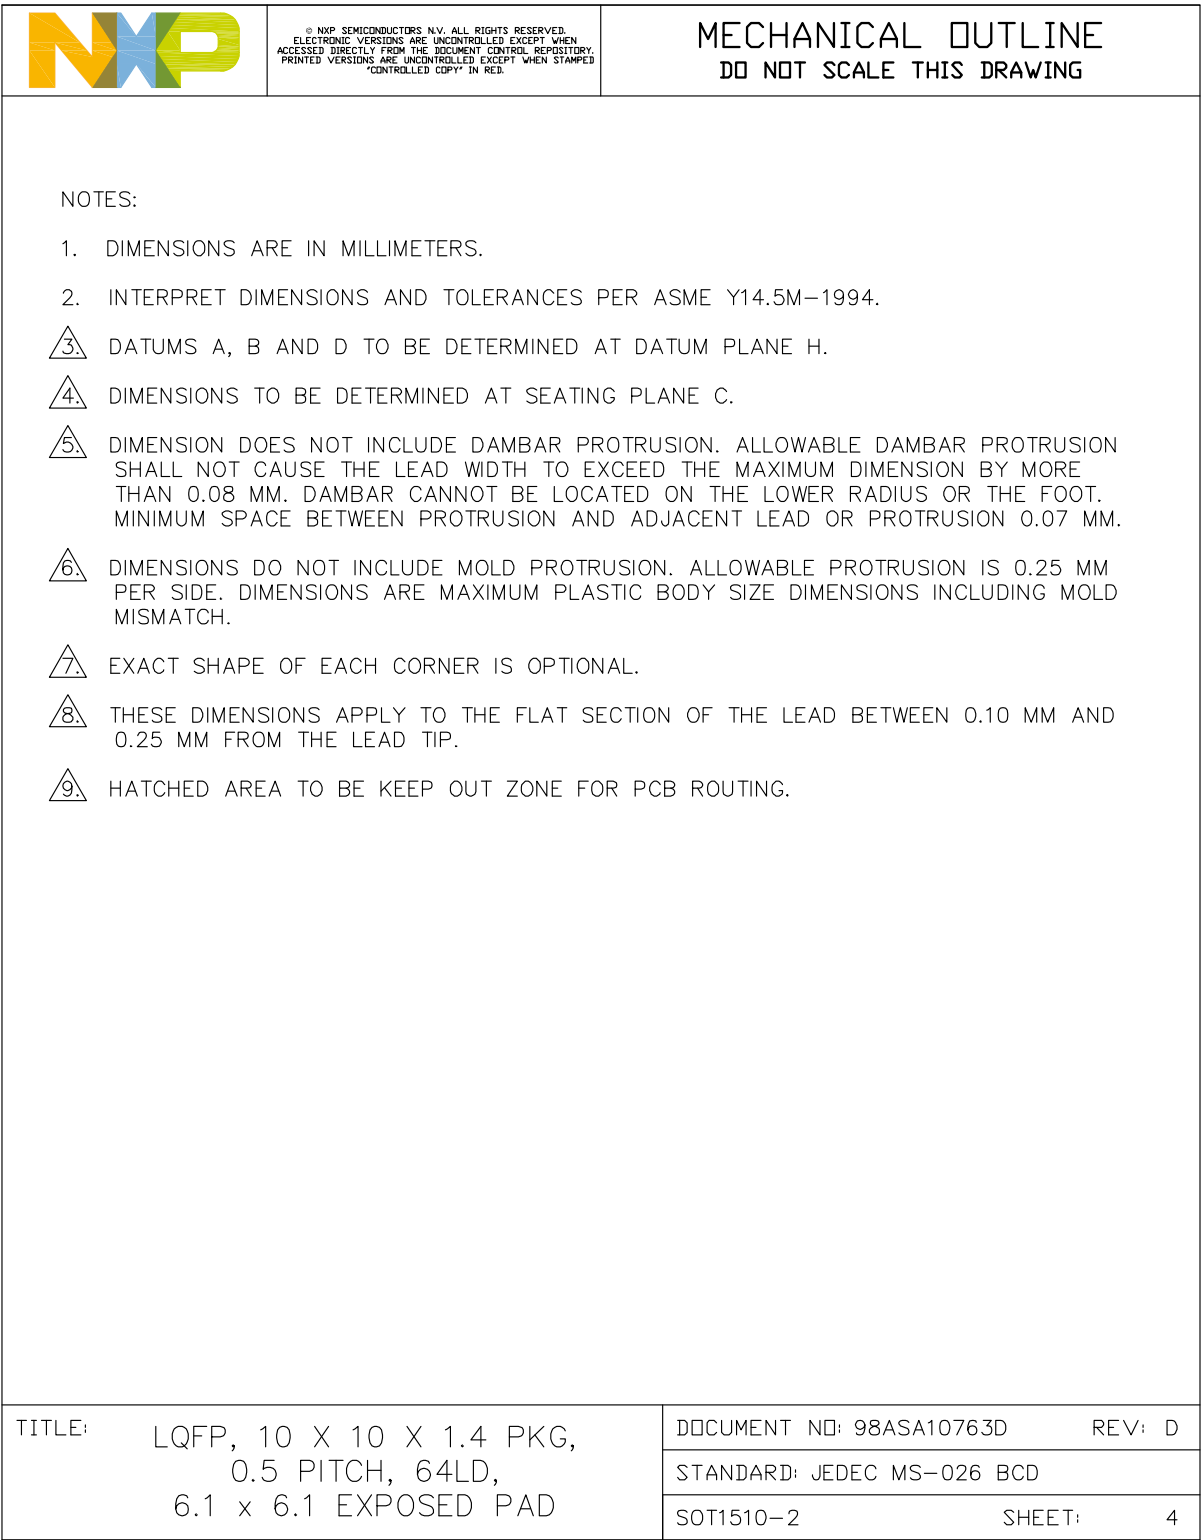 NXP
© NXP SEMICONDUCTORS N.V. ALL RIGHTS RESERVED.
ELECTRONIC VERSIONS ARE UNCONTROLLED EXCEPT WHEN
ACCESSED DIRECTLY FROM THE DOCUMENT CONTROL REPOSITORY.
PRINTED VERSIONS ARE UNCONTROLLED EXCEPT WHEN STAMPED
"CONTROLLED COPY" IN RED.
MECHANICAL OUTLINE
DO NOT SCALE THIS DRAWING
NOTES:
1. DIMENSIONS ARE IN MILLIMETERS.
2. INTERPRET DIMENSIONS AND TOLERANCES PER ASME Y14.5M-1994.
3. DATUMS A, B AND D TO BE DETERMINED AT DATUM PLANE H.
4. DIMENSIONS TO BE DETERMINED AT SEATING PLANE C.
5. DIMENSION DOES NOT INCLUDE DAMBAR PROTRUSION. ALLOWABLE DAMBAR PROTRUSION
SHALL NOT CAUSE THE LEAD WIDTH TO EXCEED THE MAXIMUM DIMENSION BY MORE
THAN 0.08 MM. DAMBAR CANNOT BE LOCATED ON THE LOWER RADIUS OR THE FOOT.
MINIMUM SPACE BETWEEN PROTRUSION AND ADJACENT LEAD OR PROTRUSION 0.07 MM.
6. DIMENSIONS DO NOT INCLUDE MOLD PROTRUSION. ALLOWABLE PROTRUSION IS 0.25 MM
PER SIDE. DIMENSIONS ARE MAXIMUM PLASTIC BODY SIZE DIMENSIONS INCLUDING MOLD
MISMATCH.
7. EXACT SHAPE OF EACH CORNER IS OPTIONAL.
8. THESE DIMENSIONS APPLY TO THE FLAT SECTION OF THE LEAD BETWEEN 0.10 MM AND
0.25 MM FROM THE LEAD TIP.
9. HATCHED AREA TO BE KEEP OUT ZONE FOR PCB ROUTING.
TITLE: LQFP, 10 X 10 X 1.4 PKG,
0.5 PITCH, 64LD,
6.1 x 6.1 EXPOSED PAD
DOCUMENT NO: 98ASA10763D REV: D
STANDARD: JEDEC MS-026 BCD
SOT1510-2 SHEET: 4